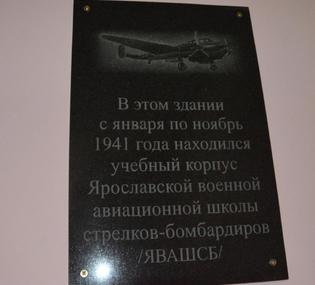 В этом здании
с января по ноябрь
1941 года находился
учебный корпус
Ярославской военной
авиационной школы
стрелков-бомбардиров
/ЯВАШСБ/